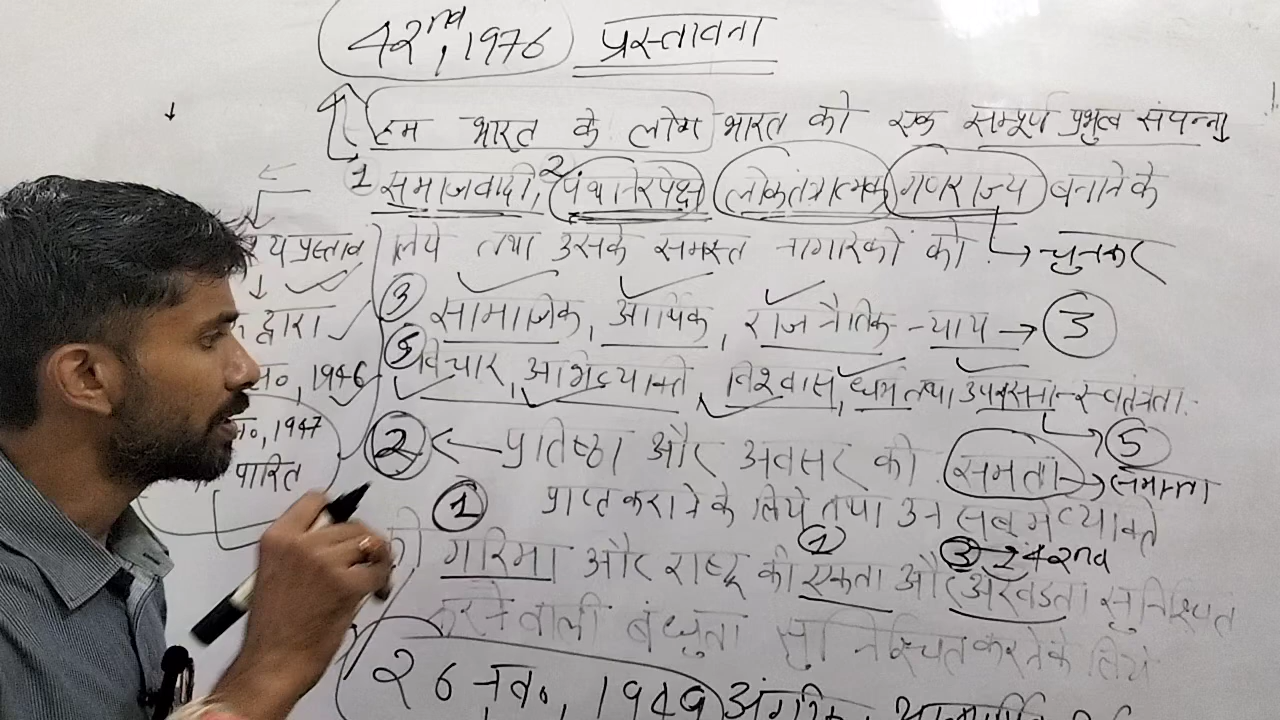 42nd, 1976 प्रस्तावना
हम भारत के लोग भारत को एक सम्पूर्ण प्रभुत्व संपन्न
1 समाजवादी, 2 पंथनिरपेक्ष लोकतंत्रात्मक गणराज्य बनाने के
लिये तथा उसके समस्त नागरिकों को → चुनकर
③ सामाजिक, आर्थिक, राजनैतिक - न्याय → ③
⑤ विचार, अभिव्यक्ति, विश्वास, धर्म तथा उपासना - स्वतंत्रता
② ← प्रतिष्ठा और अवसर की समता → समानता ⑤
प्राप्त कराने के लिये तथा उन सब में व्यक्ति
① की गरिमा और राष्ट्र की ① एकता और ③ → 42nd अखंडता सुनिश्चित
करने वाली बंधुता सुनिश्चित करने के लिये
26 नव०, 1949
य प्रस्ताव
द्वारा
न०, 1946
न०, 1947
पारित